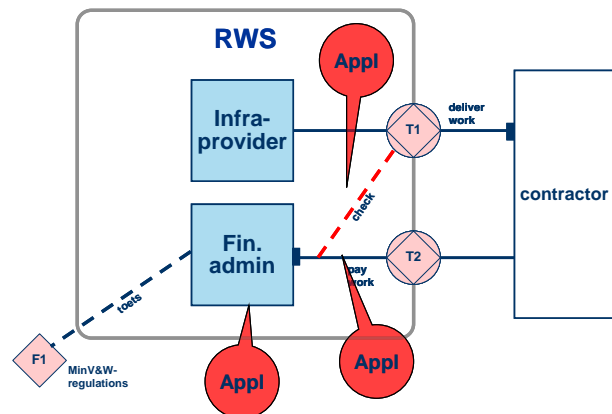 RWS
Appl
Infra-
provider
T1
deliver
work
contractor
check
Fin.
admin
T2
pay
work
toets
F1
MinV&W-
regulations
Appl
Appl